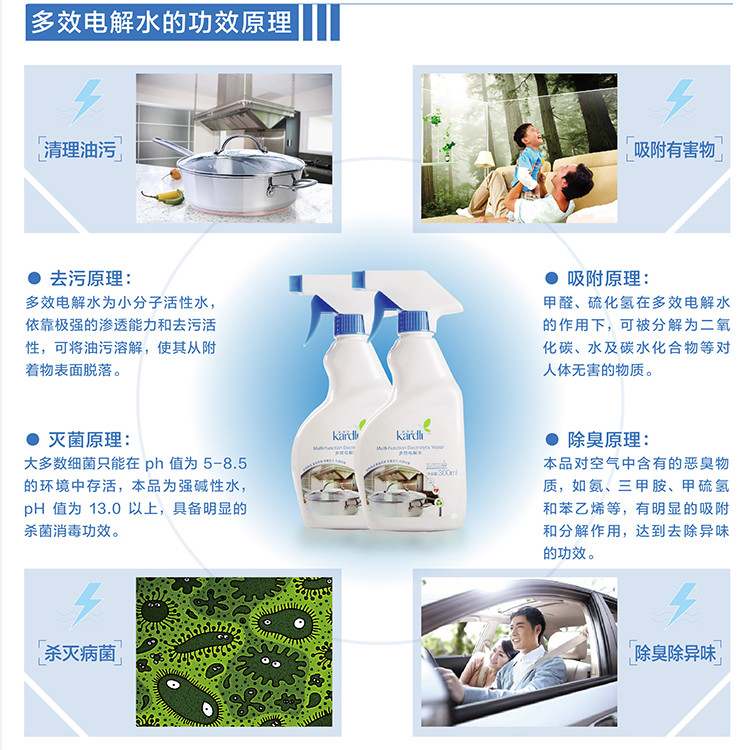 多效电解水的功效原理
清理油污
吸附有害物
● 去污原理：
多效电解水为小分子活性水，
依靠极强的渗透能力和去污活
性，可将油污溶解，使其从附
着物表面脱落。
● 吸附原理：
甲醛、硫化氢在多效电解水
的作用下，可被分解为二氧
化碳、水及碳水化合物等对
人体无害的物质。
● 灭菌原理：
大多数细菌只能在 ph 值为 5-8.5
的环境中存活，本品为强碱性水，
pH 值为 13.0 以上，具备明显的
杀菌消毒功效。
● 除臭原理：
本品对空气中含有的恶臭物
质，如氨、三甲胺、甲硫氢
和苯乙烯等，有明显的吸附
和分解作用，达到去除异味
的功效。
kardli
Multi-Function Electro
kardli
Multi-Function Electrolytic Water
多效电解水
300ml
杀灭病菌
除臭除异味